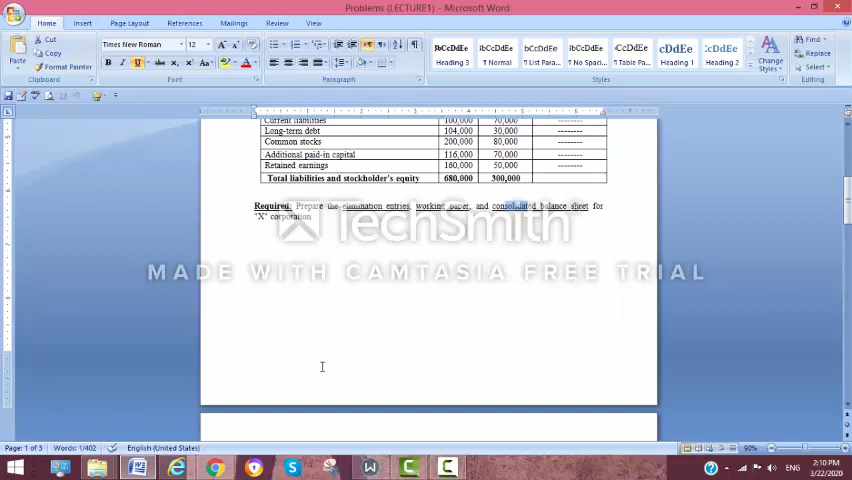 Problems (LECTURE1) - Microsoft Word
Home Insert Page Layout References Mailings Review View
Paste
Cut
Copy
Format Painter
Clipboard
Times New Roman 12
B I U abc x₂ x² Aa
Font
Paragraph
AaBbCcDdEe Heading 3
AaBbCcDdEe ¶ Normal
¶ List Para...
¶ No Spaci...
¶ Table Pa...
Heading 1
Heading 2
Change Styles
Styles
Find
Replace
Select
Editing
Current liabilities 100,000 70,000 --------
Long-term debt 104,000 30,000 --------
Common stocks 200,000 80,000 --------
Additional paid-in capital 116,000 70,000 --------
Retained earnings 160,000 50,000 --------
Total liabilities and stockholder's equity 680,000 300,000
Required: Prepare the elimination entries, working paper, and consolidated balance sheet for
"X" corporation
TechSmith
MADE WITH CAMTASIA FREE TRIAL
Page: 1 of 3 Words: 1/402 English (United States) 90%
ENG 2:10 PM
3/22/2020